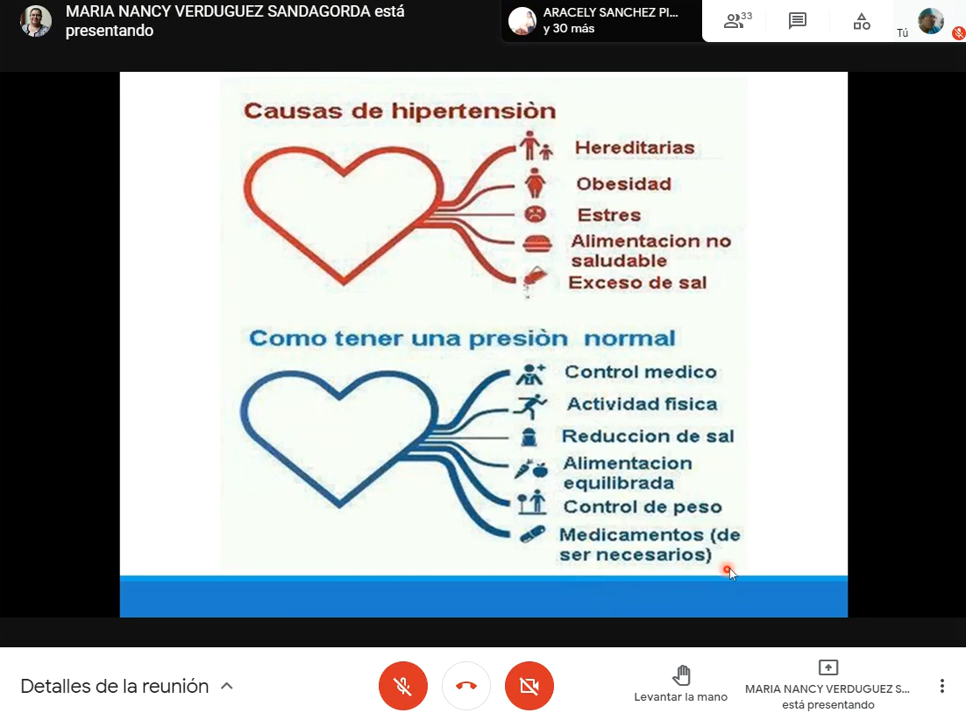 MARIA NANCY VERDUGUEZ SANDAGORDA está
presentando
ARACELY SANCHEZ PI...
y 30 más
33
Tú
Causas de hipertensiòn
Hereditarias
Obesidad
Estres
Alimentacion no
saludable
Exceso de sal
Como tener una presiòn normal
Control medico
Actividad fisica
Reduccion de sal
Alimentacion
equilibrada
Control de peso
Medicamentos (de
ser necesarios)
Detalles de la reunión
Levantar la mano
MARIA NANCY VERDUGUEZ S...
está presentando